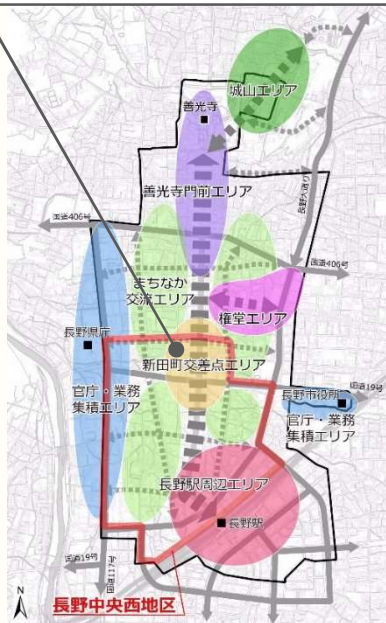 城山エリア
善光寺
長野大通り
善光寺門前エリア
国道406号
国道406号
まちなか
交流エリア
権堂エリア
長野県庁
新田町交差点エリア
国道19号
長野市役所
官庁・業務
集積エリア
官庁・業務
集積エリア
長野駅周辺エリア
長野駅
国道19号
国道117号
N
長野中央西地区